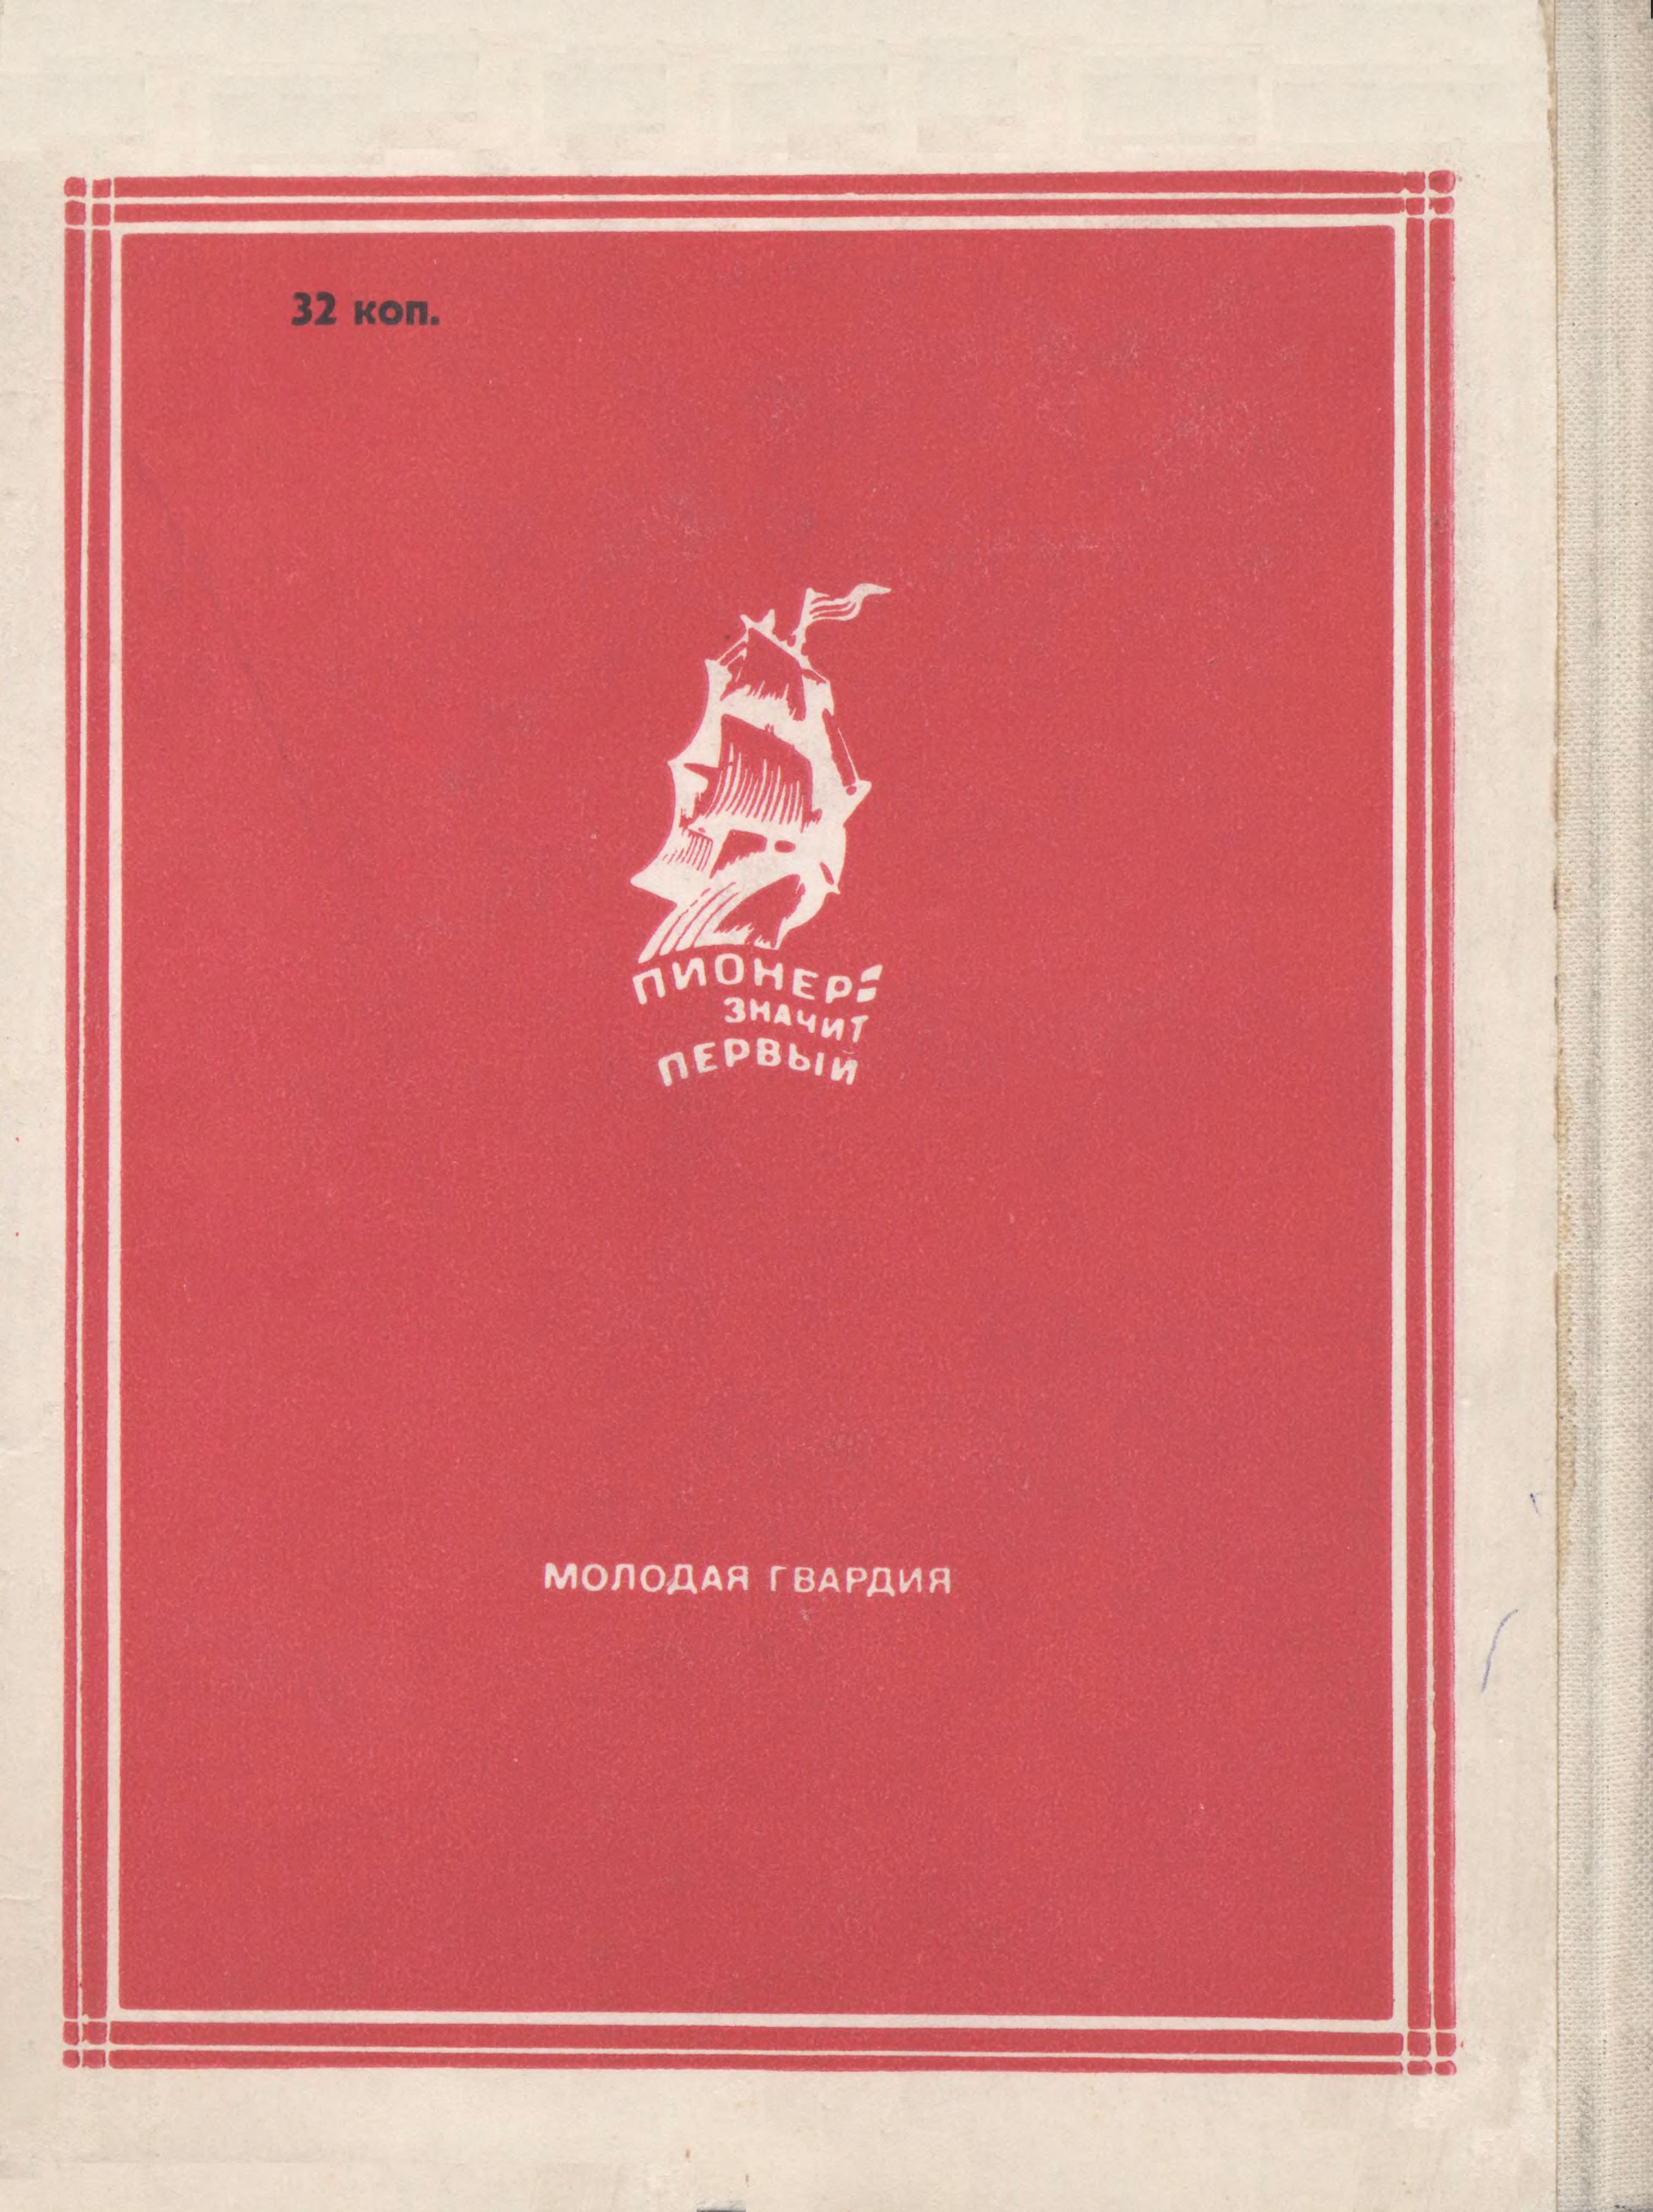 32 коп.
ПИОНЕР=
ЗНАЧИТ
ПЕРВЫЙ
МОЛОДАЯ ГВАРДИЯ